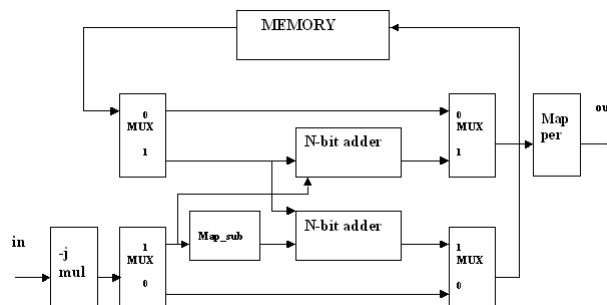 MEMORY
0
MUX
1
0
MUX
1
Map
per
ou
N-bit adder
in
-j
mul
1
MUX
0
Map_sub
N-bit adder
1
MUX
0